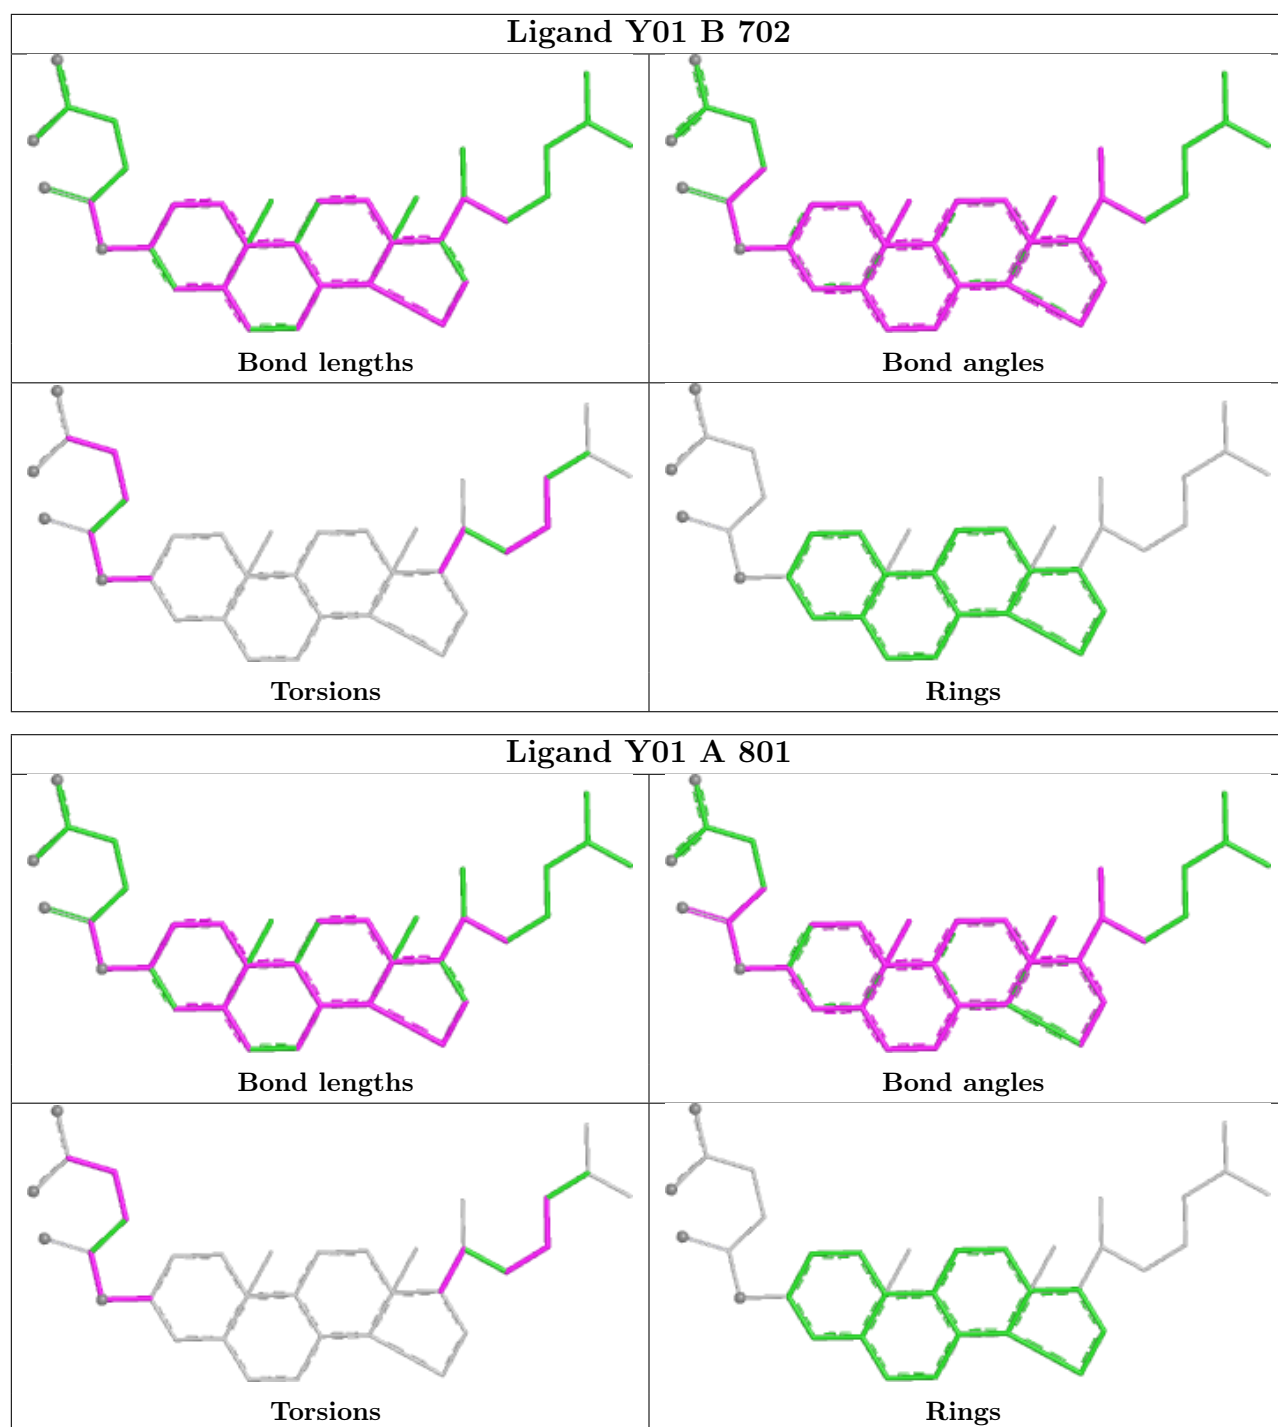 Ligand Y01 B 702
Bond lengths
Bond angles
Torsions
Rings
Ligand Y01 A 801
Bond lengths
Bond angles
Torsions
Rings